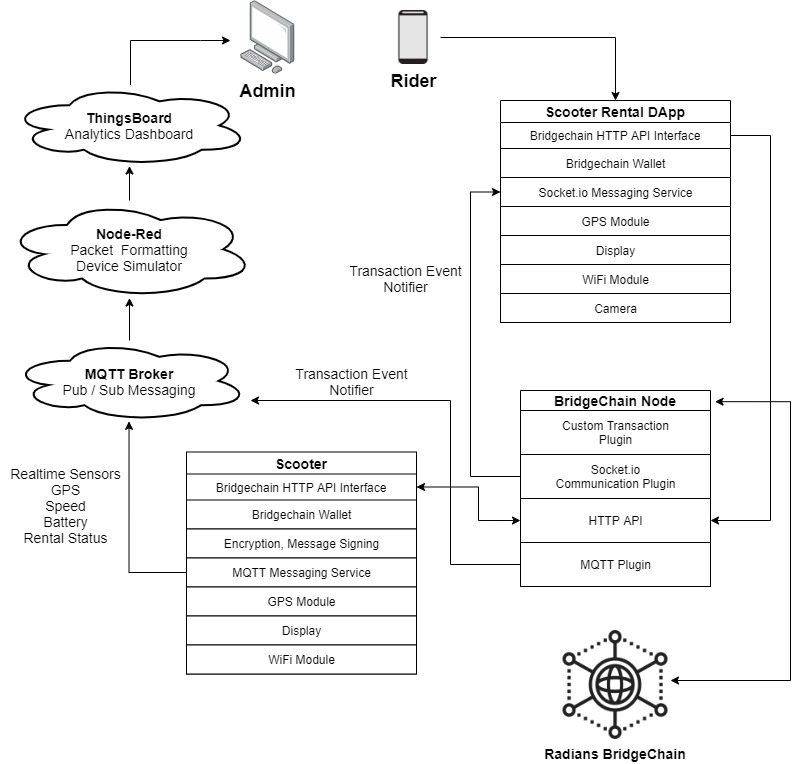 Admin
Rider
ThingsBoard
Analytics Dashboard
Scooter Rental DApp
Bridgechain HTTP API Interface
Bridgechain Wallet
Socket.io Messaging Service
GPS Module
Display
WiFi Module
Camera
Node-Red
Packet Formatting
Device Simulator
Transaction Event
Notifier
MQTT Broker
Pub / Sub Messaging
Transaction Event
Notifier
BridgeChain Node
Custom Transaction
Plugin
Socket.io
Communication Plugin
HTTP API
MQTT Plugin
Realtime Sensors
GPS
Speed
Battery
Rental Status
Scooter
Bridgechain HTTP API Interface
Bridgechain Wallet
Encryption, Message Signing
MQTT Messaging Service
GPS Module
Display
WiFi Module
Radians BridgeChain